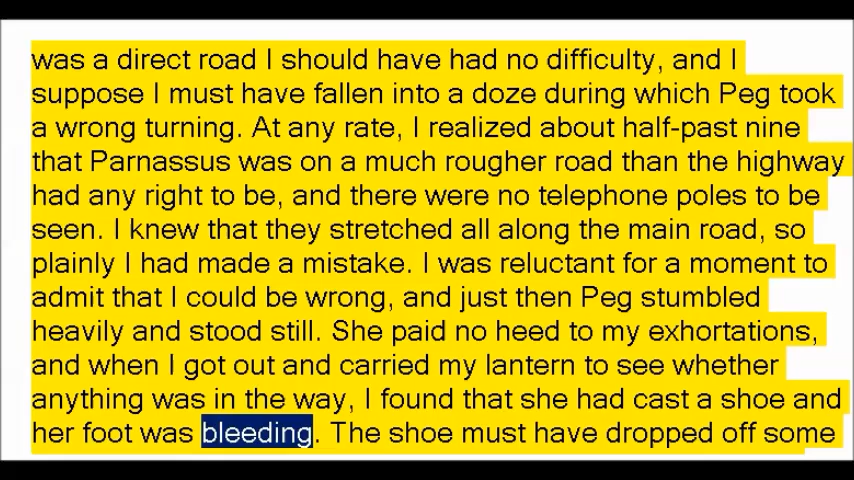 was a direct road I should have had no difficulty, and I
suppose I must have fallen into a doze during which Peg took
a wrong turning. At any rate, I realized about half-past nine
that Parnassus was on a much rougher road than the highway
had any right to be, and there were no telephone poles to be
seen. I knew that they stretched all along the main road, so
plainly I had made a mistake. I was reluctant for a moment to
admit that I could be wrong, and just then Peg stumbled
heavily and stood still. She paid no heed to my exhortations,
and when I got out and carried my lantern to see whether
anything was in the way, I found that she had cast a shoe and
her foot was bleeding. The shoe must have dropped off some